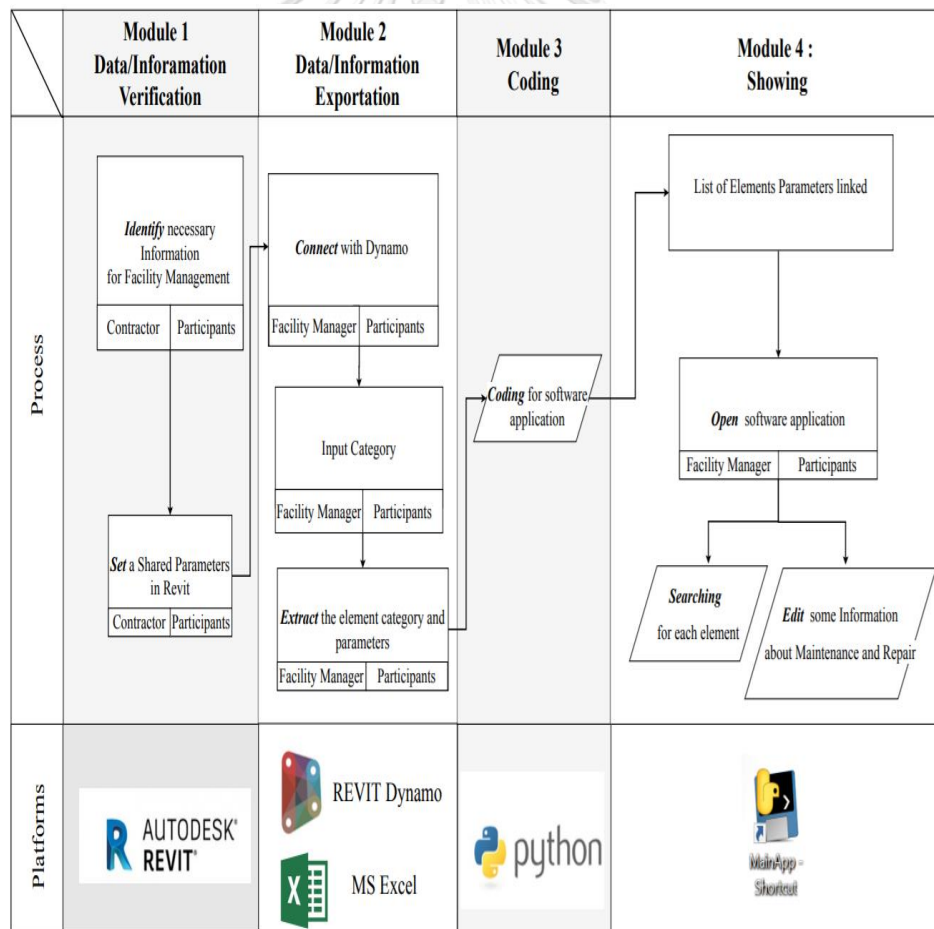 Module 1
Data/Inforamation
Verification
Module 2
Data/Information
Exportation
Module 3
Coding
Module 4 :
Showing
Process
Identify necessary
Information
for Facility Management
Contractor Participants
Set a Shared Parameters
in Revit
Contractor Participants
Connect with Dynamo
Facility Manager Participants
Input Category
Facility Manager Participants
Extract the element category and
parameters
Facility Manager Participants
Coding for software
application
List of Elements Parameters linked
Open software application
Facility Manager Participants
Searching
for each element
Edit some Information
about Maintenance and Repair
Platforms
R AUTODESK®
REVIT®
REVIT Dynamo
X
MS Excel
python
MainApp -
Shortcut